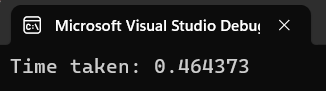 Microsoft Visual Studio Debug
Time taken: 0.464373